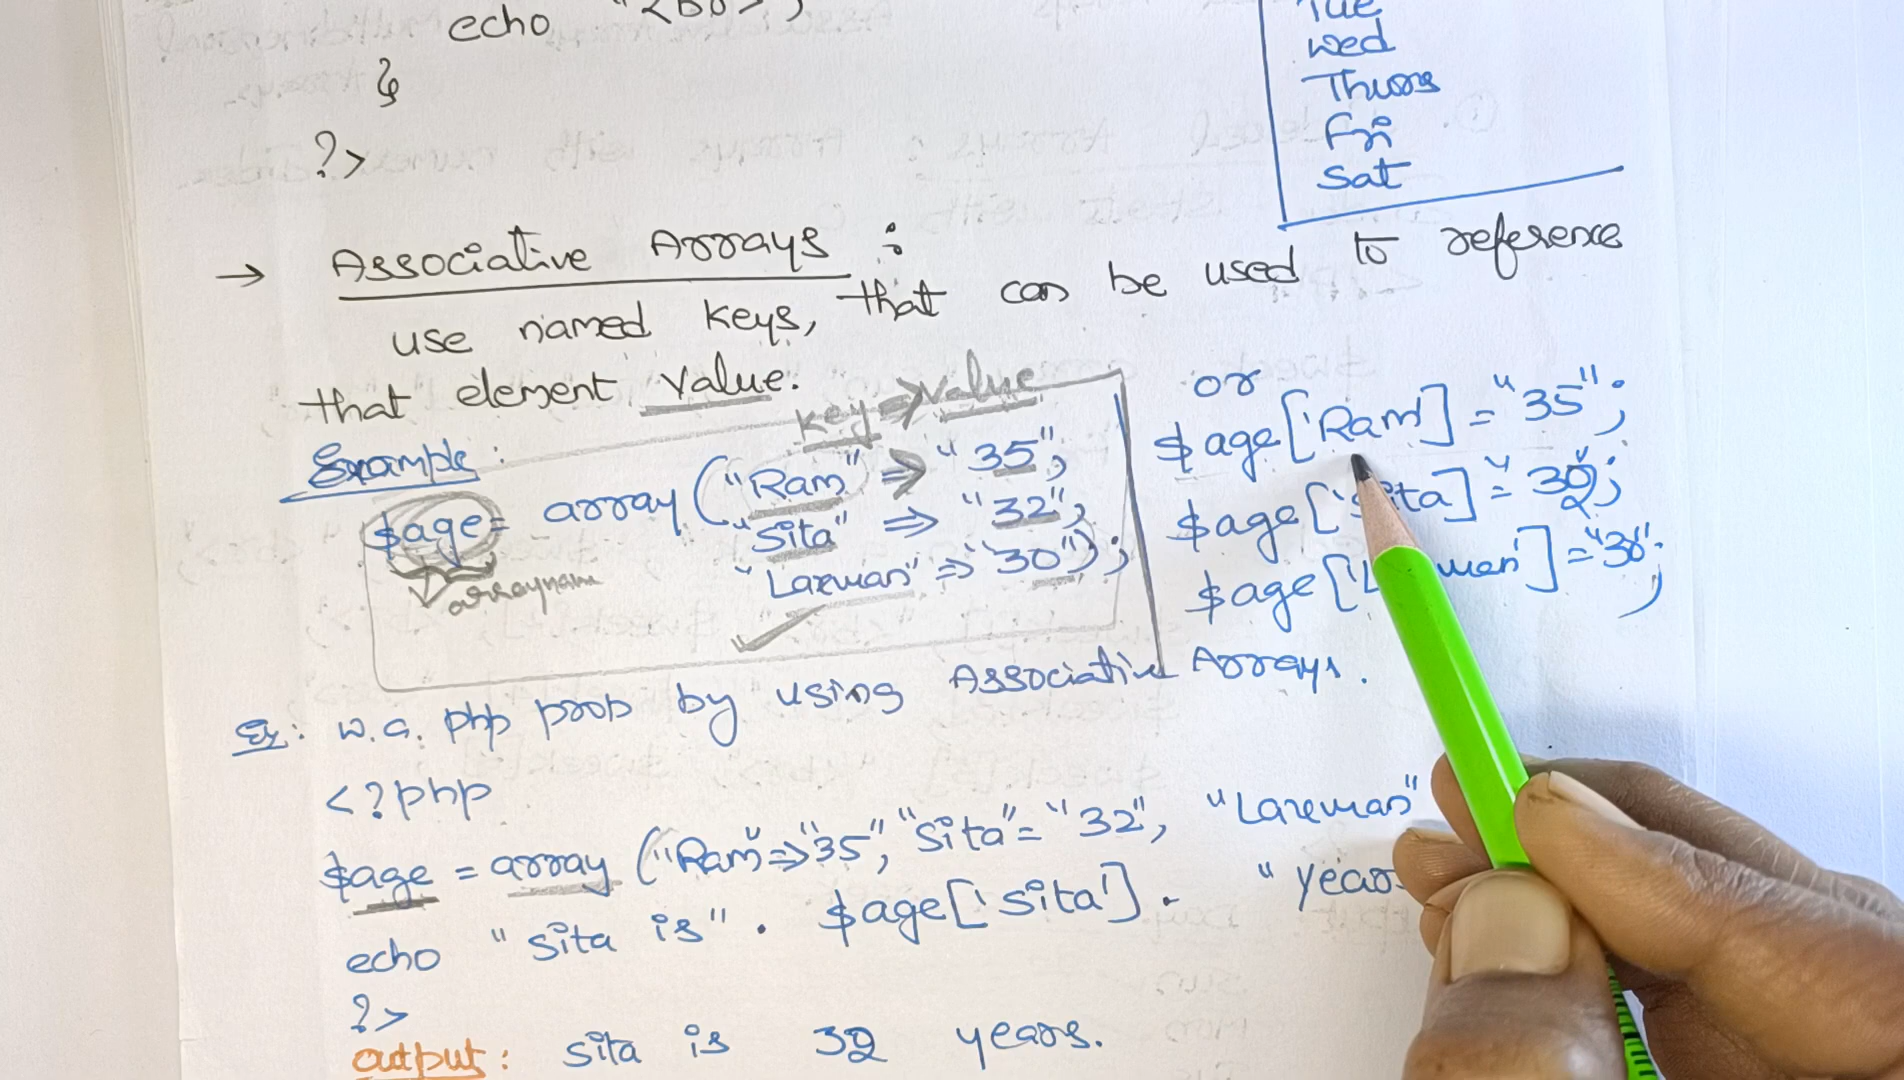 echo "<br>")
}
?>
Tue
Wed
Thurs
Fri
Sat
→ Associative Arrays :
use named keys, that can be used to reference
that element value.
key ⇒ value
Example :
$age = array ("Ram" ⇒ "35",
"Sita" ⇒ "32",
"Laxman" ⇒ "30");
arrayname
or
$age['Ram'] = "35";
$age['Sita'] = "32";
$age['L man'] = "30";
Ex: W.a. php prob by using Associative Arrays.
<?php
$age = array ("Ram"⇒"35", "Sita"= "32", "Laxman"
echo "Sita is" . $age['Sita'] . "years
?>
output: Sita is 32 years.